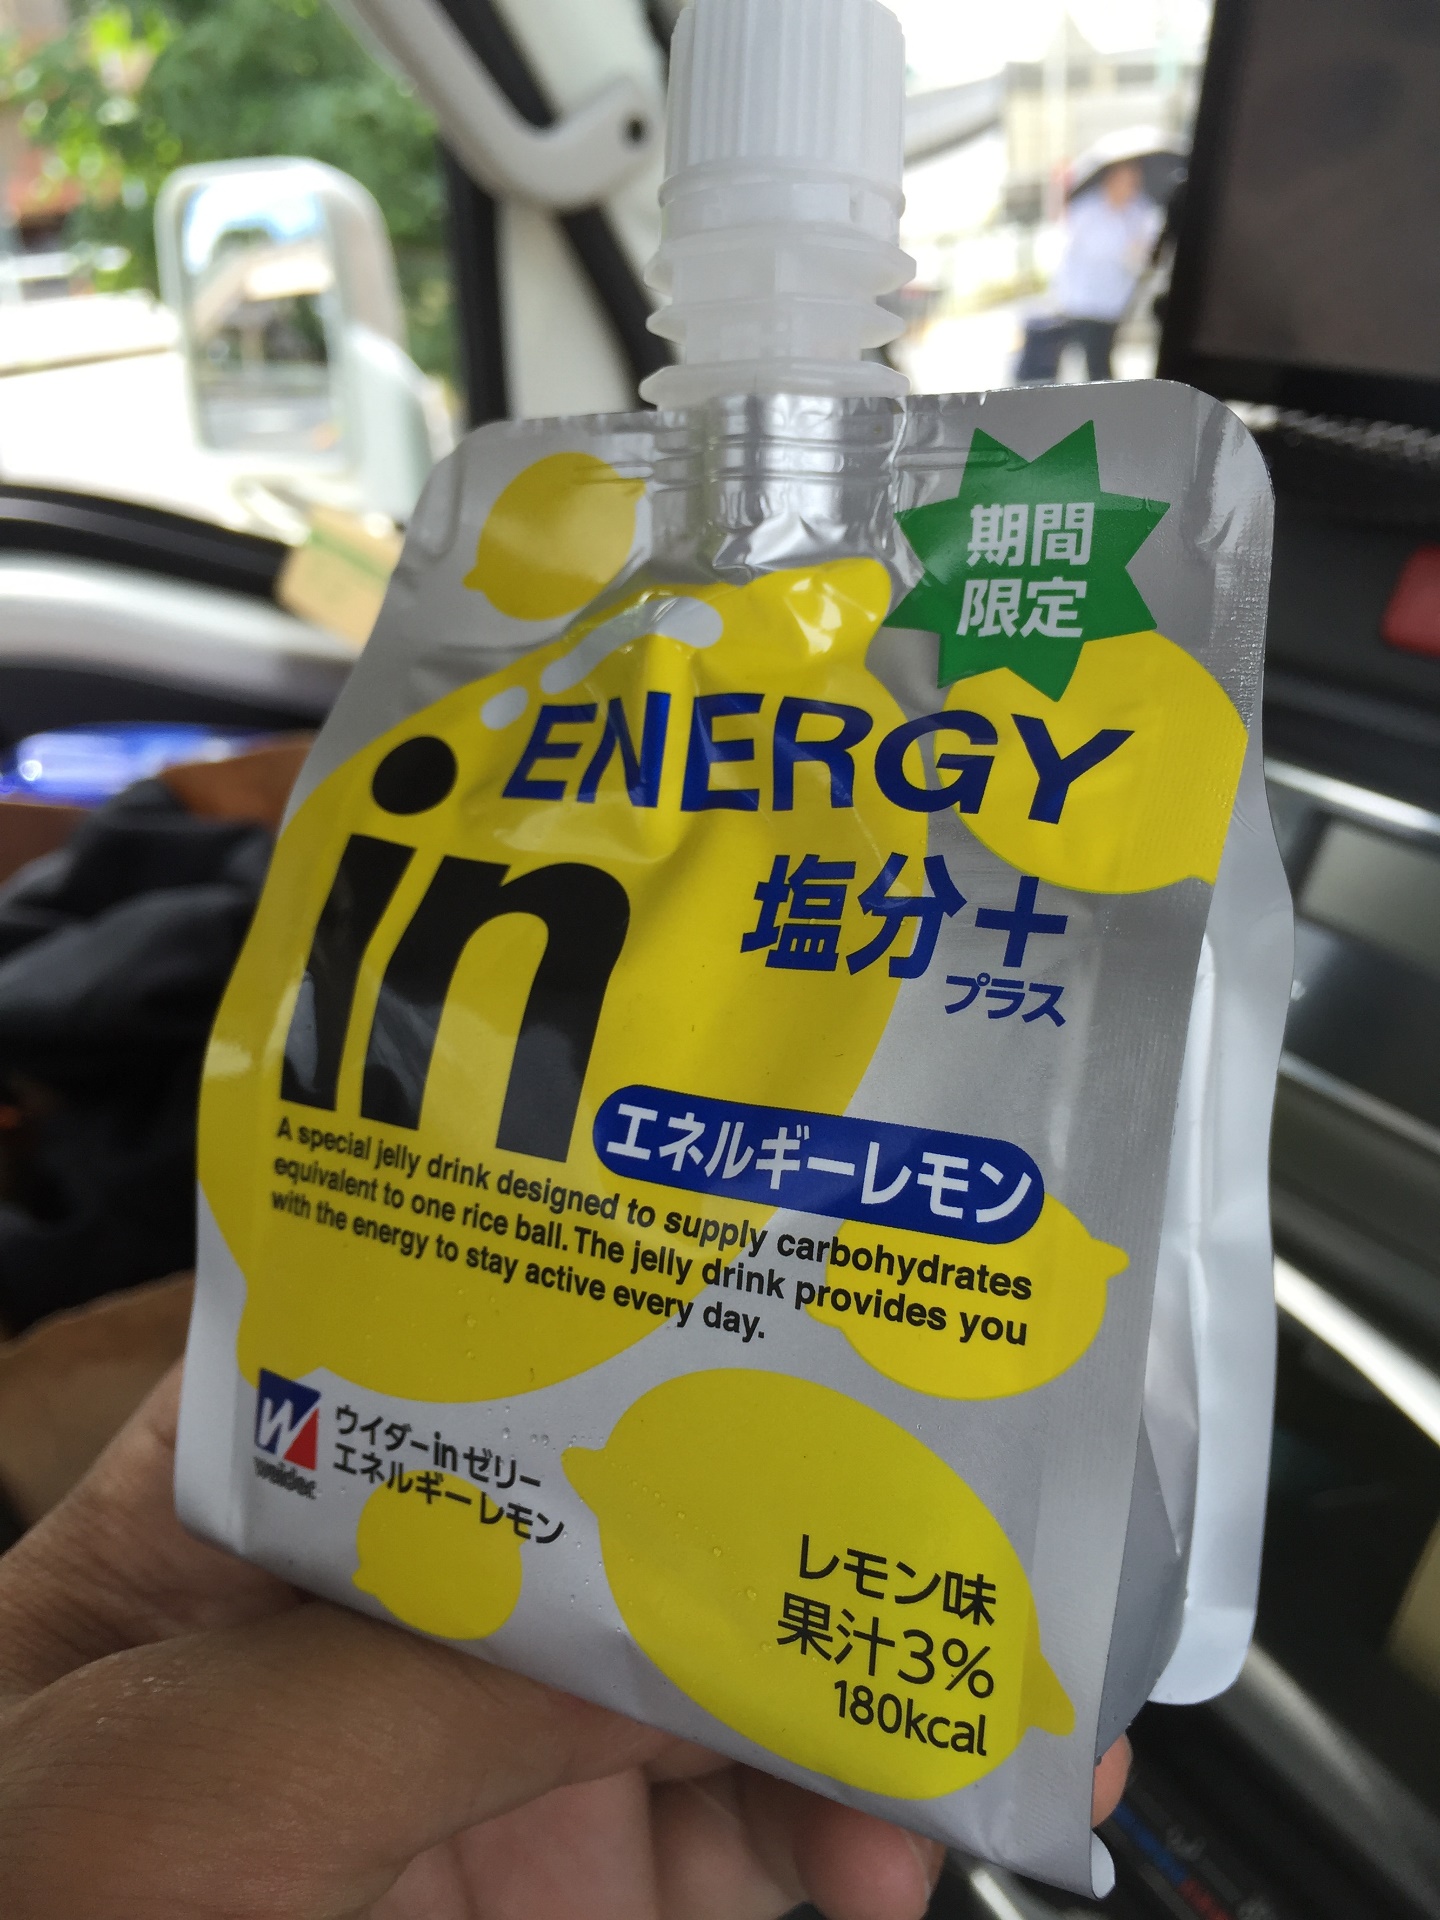 期間
限定
ENERGY
in
塩分+
プラス
エネルギーレモン
A special jelly drink designed to supply carbohydrates
equivalent to one rice ball. The jelly drink provides you
with the energy to stay active every day.
W
weider
ウイダーinゼリー
エネルギーレモン
レモン味
果汁3%
180kcal